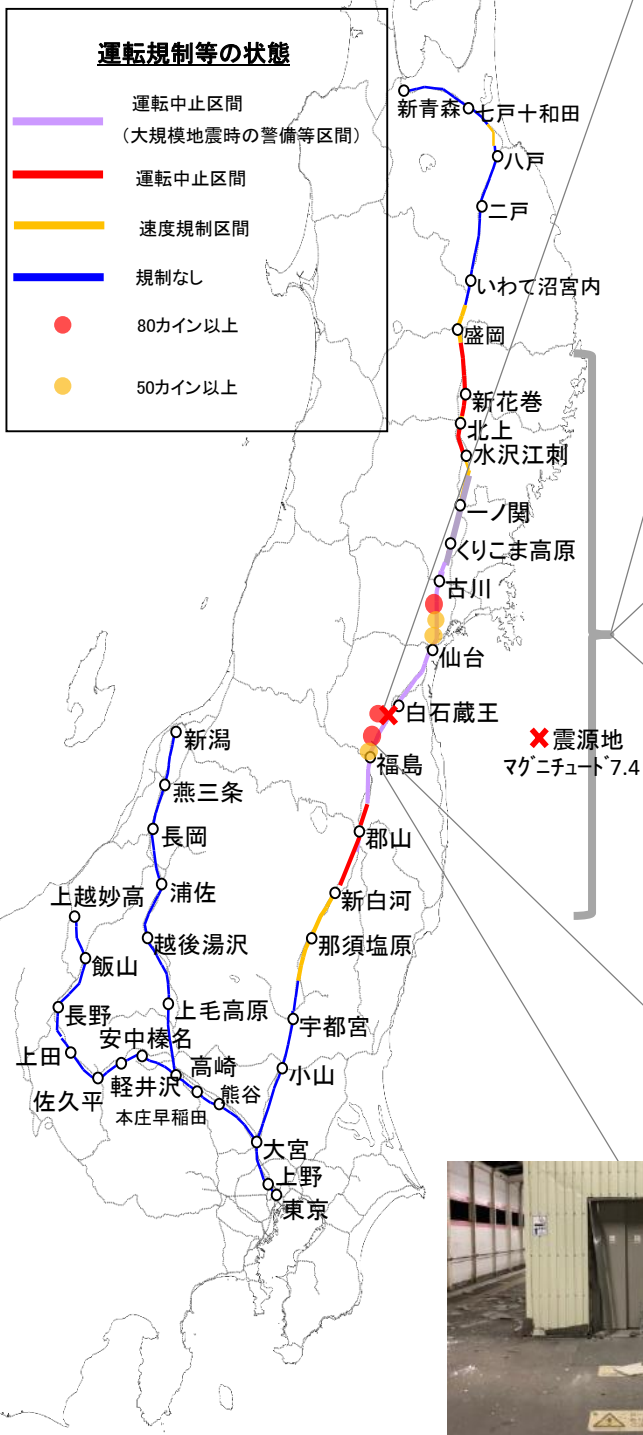 運転規制等の状態
運転中止区間
(大規模地震時の警備等区間)
運転中止区間
速度規制区間
規制なし
80カイン以上
50カイン以上
新青森
七戸十和田
八戸
二戸
いわて沼宮内
盛岡
新花巻
北上
水沢江刺
一ノ関
くりこま高原
古川
仙台
白石蔵王
震源地
マグニチュード7.4
福島
新潟
燕三条
長岡
郡山
浦佐
新白河
上越妙高
越後湯沢
那須塩原
飯山
長野
上毛高原
宇都宮
安中榛名
上田
高崎
小山
軽井沢
佐久平
熊谷
本庄早稲田
大宮
上野
東京